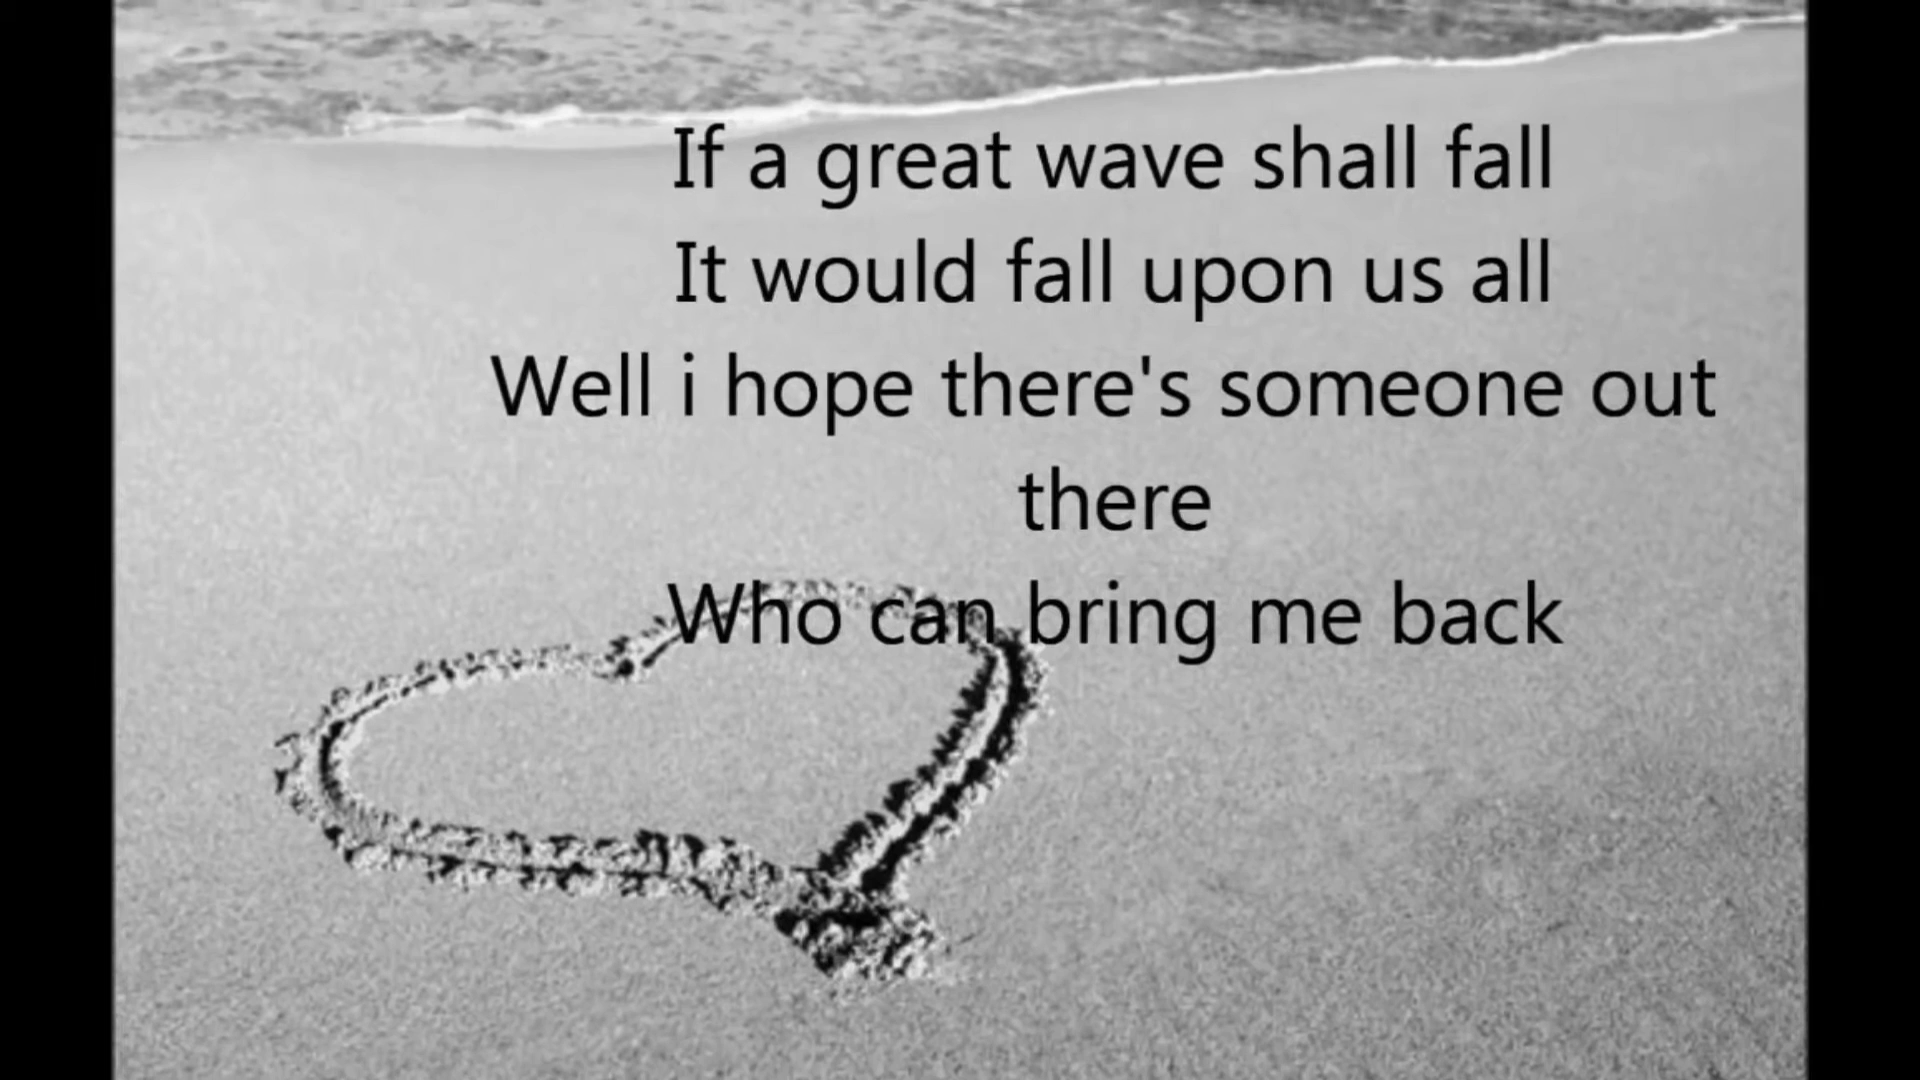 If a great wave shall fall
It would fall upon us all
Well i hope there's someone out
there
Who can bring me back